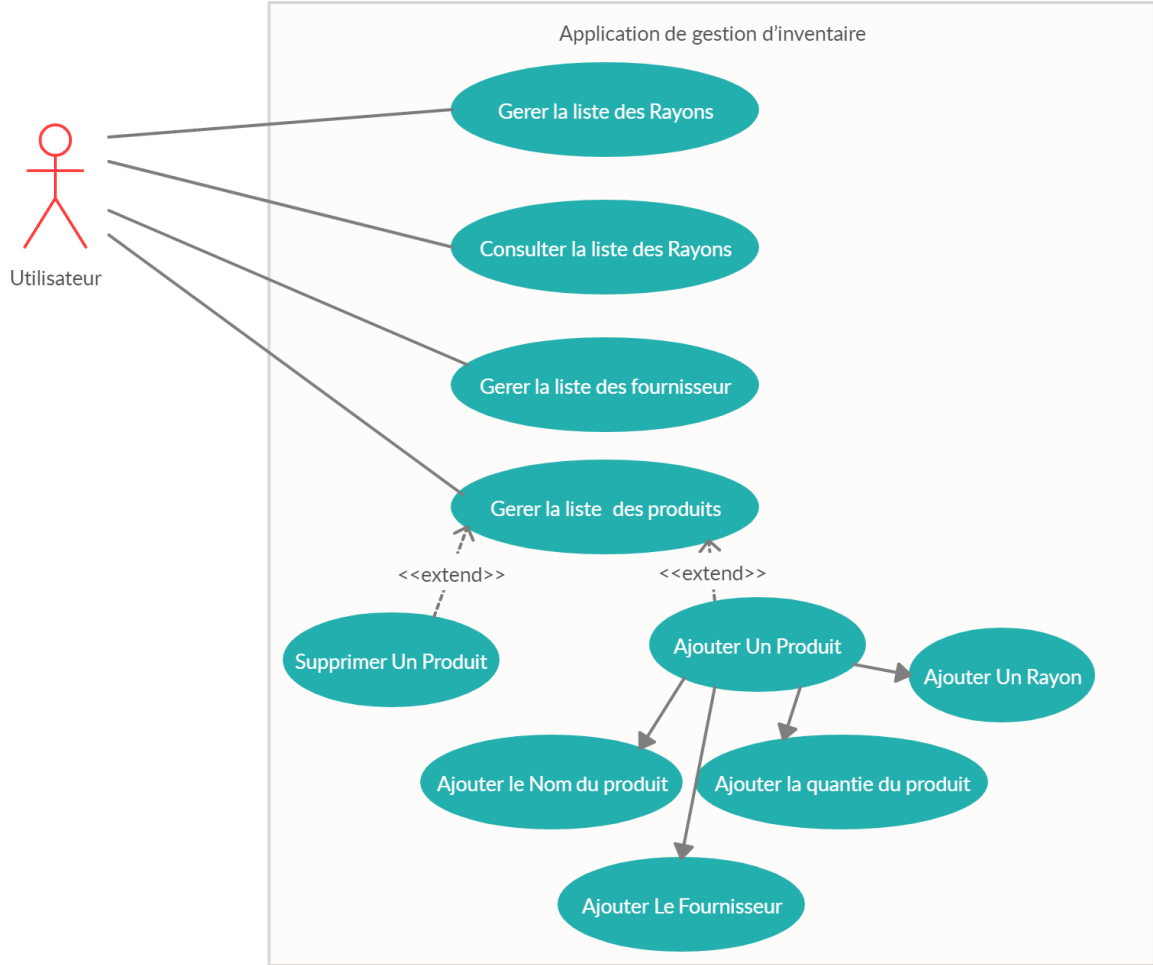 Application de gestion d'inventaire
Gerer la liste des Rayons
Utilisateur
Consulter la liste des Rayons
Gerer la liste des fournisseur
Gerer la liste  des produits
<<extend>>
<<extend>>
Supprimer Un Produit
Ajouter Un Produit
Ajouter Un Rayon
Ajouter le Nom du produit
Ajouter la quantie du produit
Ajouter Le Fournisseur